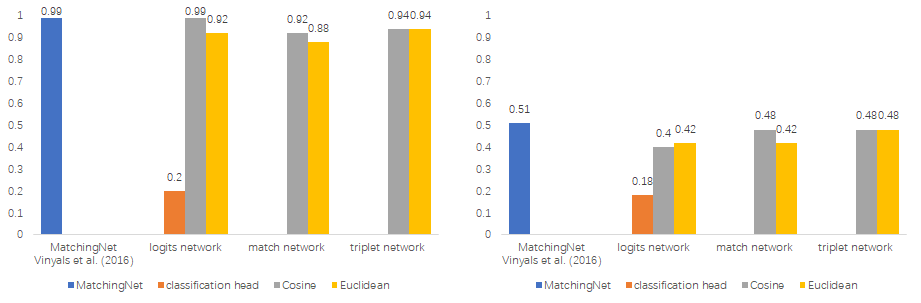 1
0.9
0.8
0.7
0.6
0.5
0.4
0.3
0.2
0.1
0
0.99
0.2
0.99
0.92
0.92
0.88
0.94
0.94
MatchingNet
Vinyals et al. (2016)
logits network
match network
triplet network
MatchingNet
classification head
Cosine
Euclidean
1
0.9
0.8
0.7
0.6
0.5
0.4
0.3
0.2
0.1
0
0.51
0.18
0.4
0.42
0.48
0.42
0.48
0.48
MatchingNet
Vinyals et al. (2016)
logits network
match network
triplet network
MatchingNet
classification head
Cosine
Euclidean